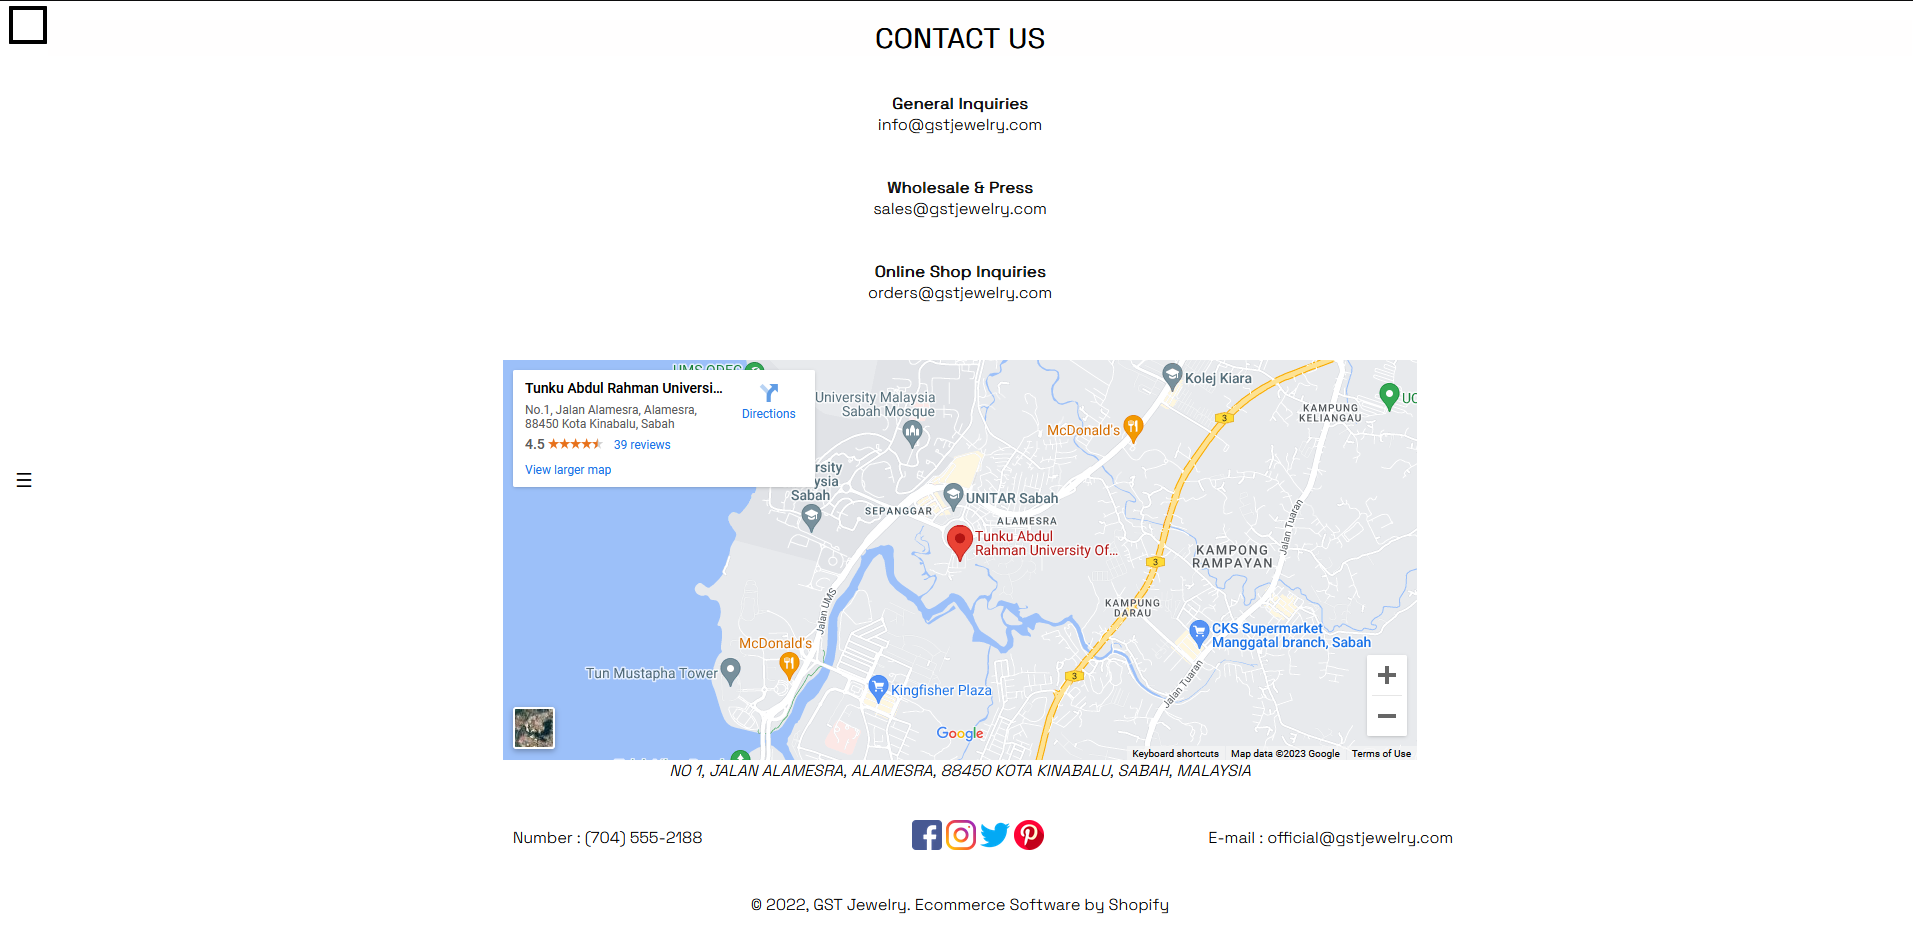 CONTACT US
General Inquiries
info@gstjewelry.com
Wholesale & Press
sales@gstjewelry.com
Online Shop Inquiries
orders@gstjewelry.com
☰
Tunku Abdul Rahman Universi...
No.1, Jalan Alamesra, Alamesra,
88450 Kota Kinabalu, Sabah
4.5
39 reviews
View larger map
Directions
University Malaysia
Sabah Mosque
McDonald's
Kolej Kiara
3
KAMPUNG
KELIANGAU
UC
rsity
ysia
Sabah
SEPANGGAR
UNITAR Sabah
ALAMESRA
Tunku Abdul
Rahman University Of...
Jalan Tuaran
KAMPONG
RAMPAYAN
3
Jalan UMS
KAMPUNG
DARAU
CKS Supermarket
Manggatal branch, Sabah
McDonald's
Tun Mustapha Tower
Kingfisher Plaza
3
Jalan Tuaran
Google
Keyboard shortcuts
Map data ©2023 Google
Terms of Use
NO 1, JALAN ALAMESRA, ALAMESRA, 88450 KOTA KINABALU, SABAH, MALAYSIA
Number : (704) 555-2188
E-mail : official@gstjewelry.com
© 2022, GST Jewelry. Ecommerce Software by Shopify